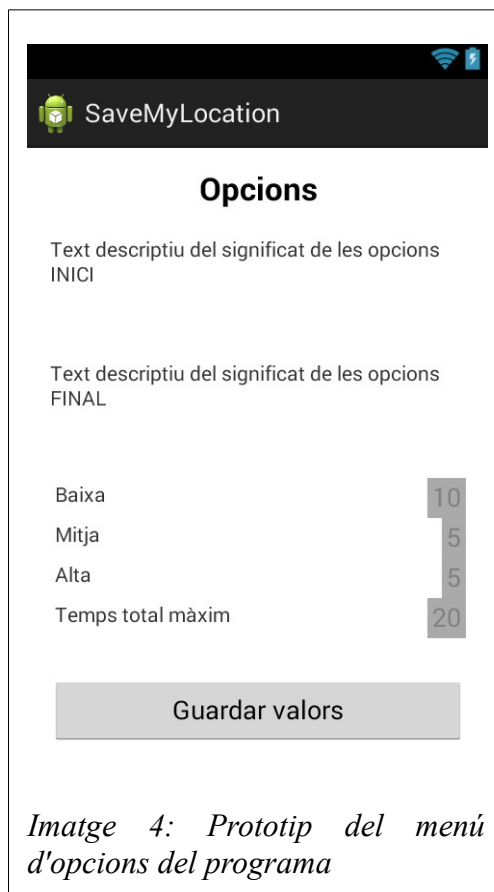 SaveMyLocation
Opcions
Text descriptiu del significat de les opcions
INICI
Text descriptiu del significat de les opcions
FINAL
Baixa 10
Mitja 5
Alta 5
Temps total màxim 20
Guardar valors
Imatge 4: Prototip del menú
d'opcions del programa